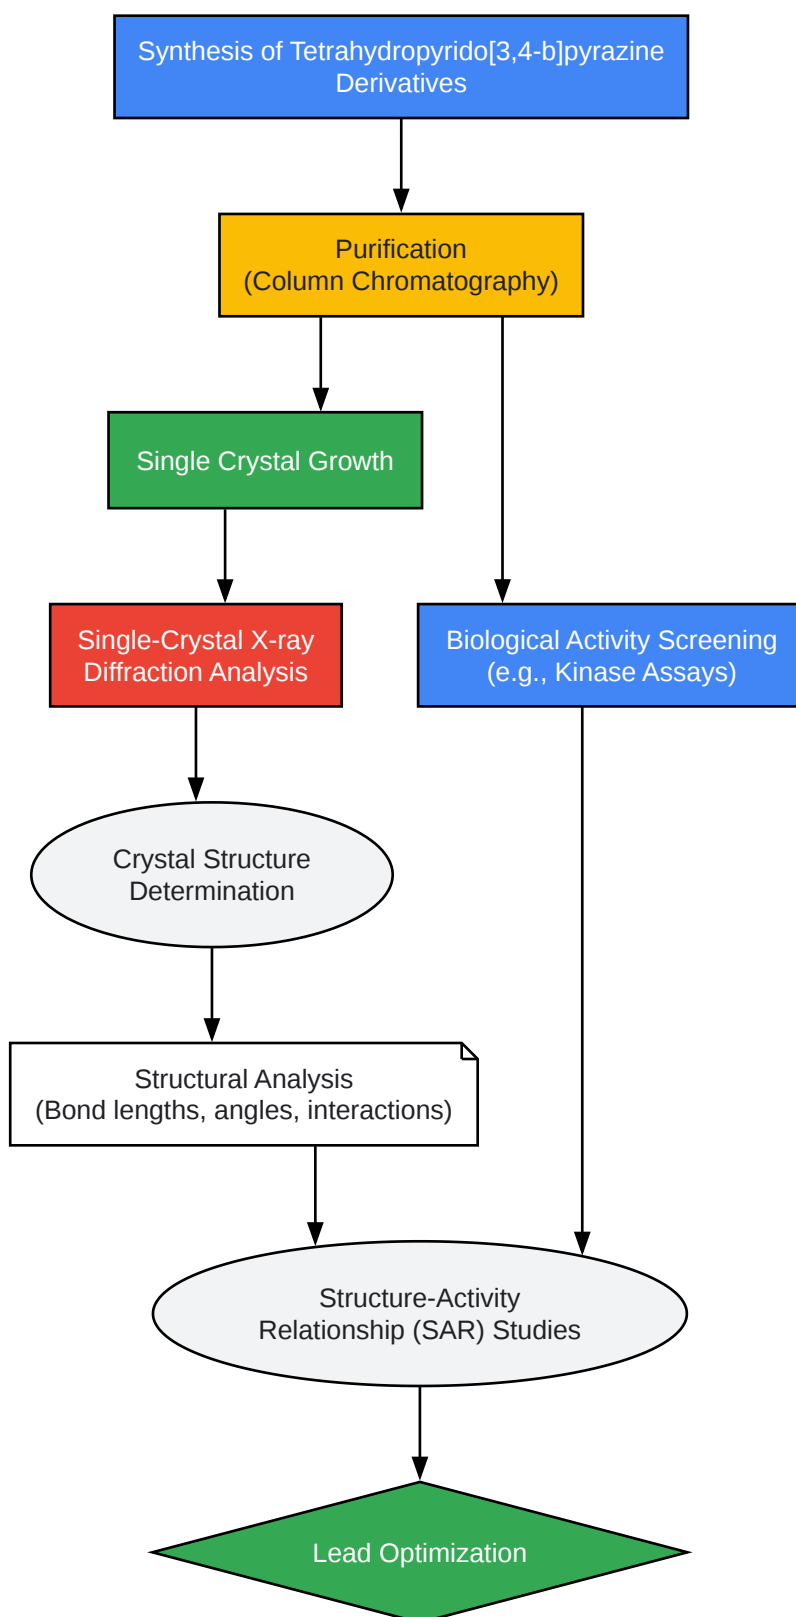 Synthesis of Tetrahydropyrido[3,4-b]pyrazine
Derivatives
Purification
(Column Chromatography)
Single Crystal Growth
Single-Crystal X-ray
Diffraction Analysis
Biological Activity Screening
(e.g., Kinase Assays)
Crystal Structure
Determination
Structural Analysis
(Bond lengths, angles, interactions)
Structure-Activity
Relationship (SAR) Studies
Lead Optimization